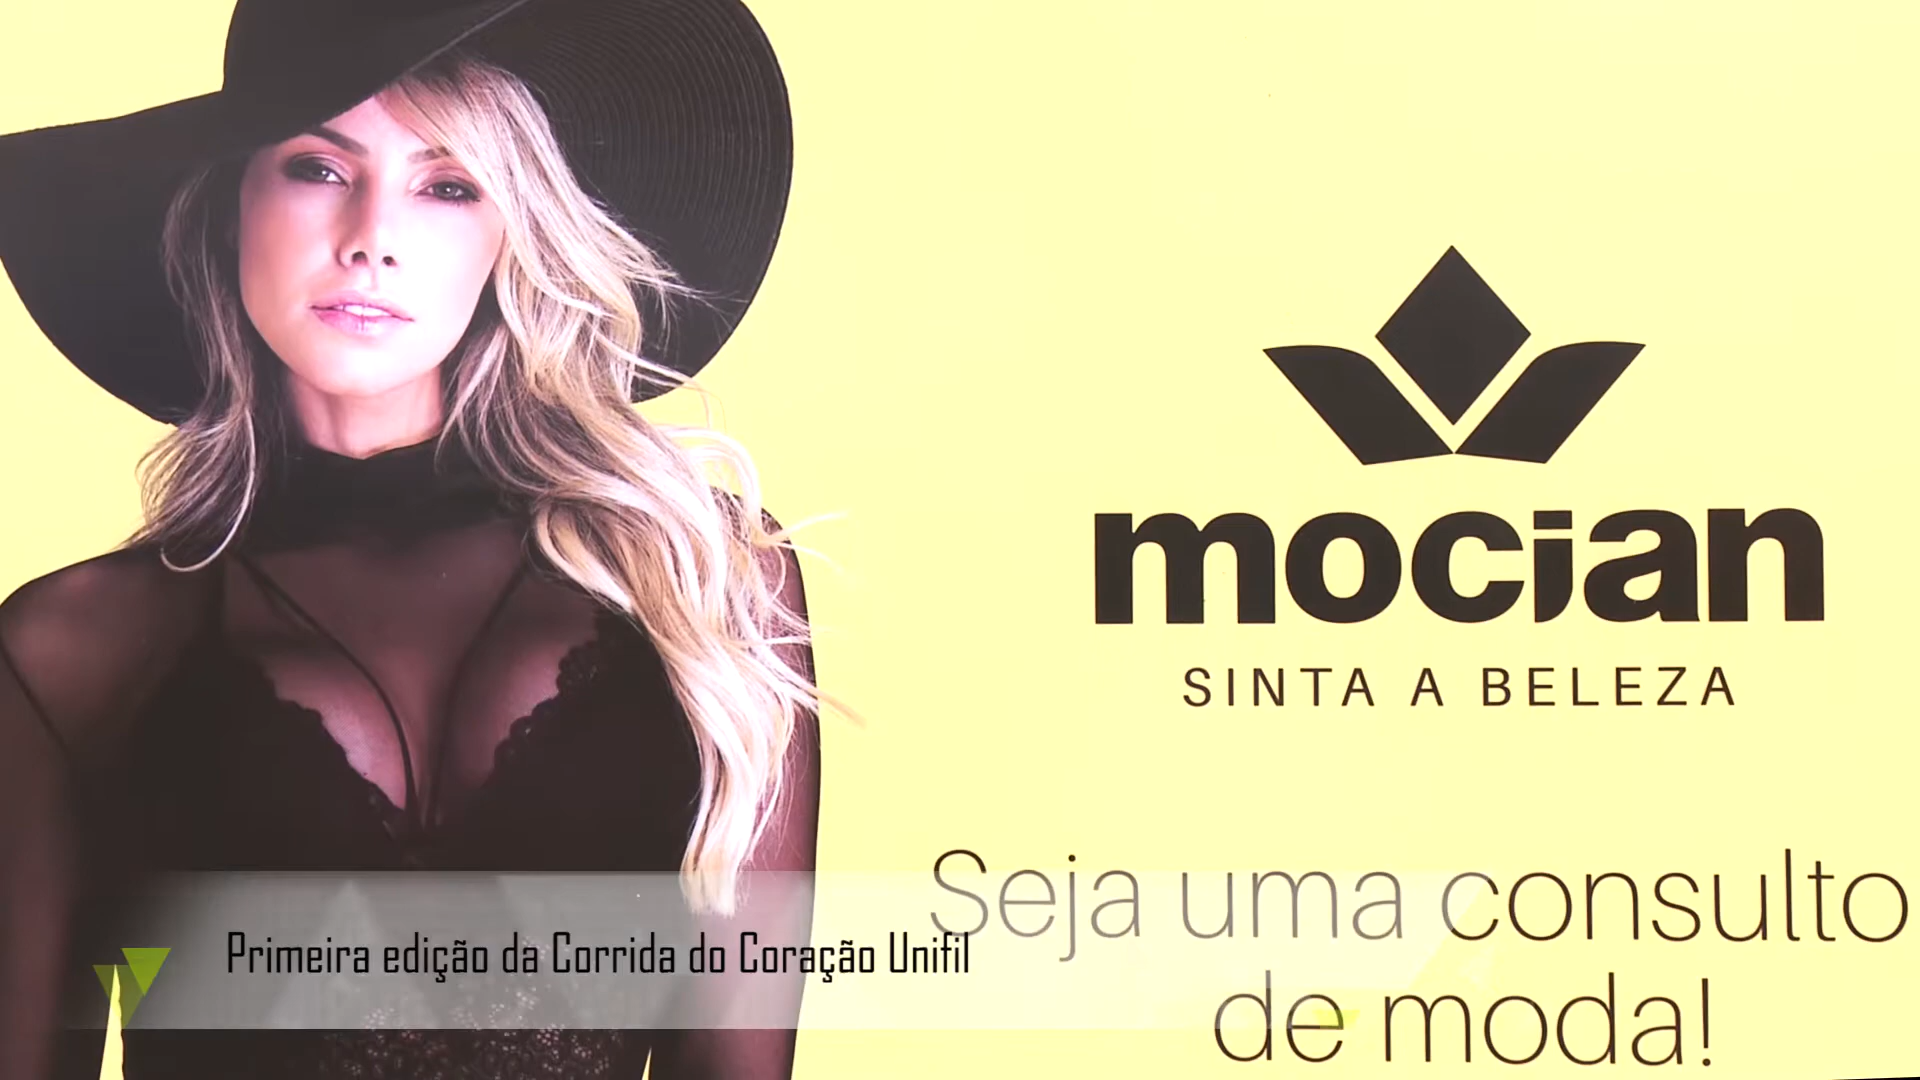 mocian
SINTA A BELEZA
Seja uma consulto
de moda!
Primeira edição da Corrida do Coração Unifil